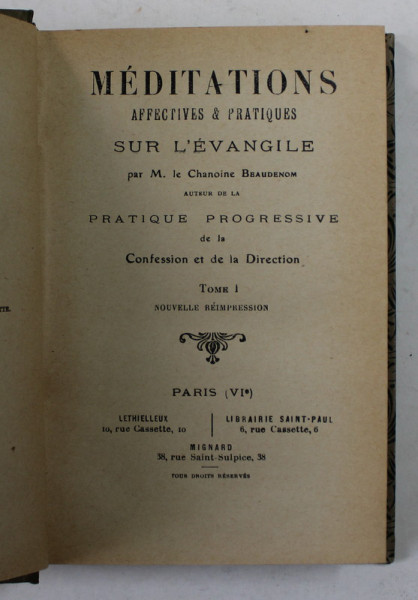 MÉDITATIONS
AFFECTIVES & PRATIQUES
SUR L'ÉVANGILE
par M. le Chanoine BEAUDENOM
AUTEUR DE LA
PRATIQUE PROGRESSIVE
de la
Confession et de la Direction
TOME I
NOUVELLE RÉIMPRESSION
PARIS (VIe)
LETHIELLEUX
10, rue Cassette, 10
LIBRAIRIE SAINT-PAUL
6, rue Cassette, 6
MIGNARD
38, rue Saint-Sulpice, 38
TOUS DROITS RÉSERVÉS